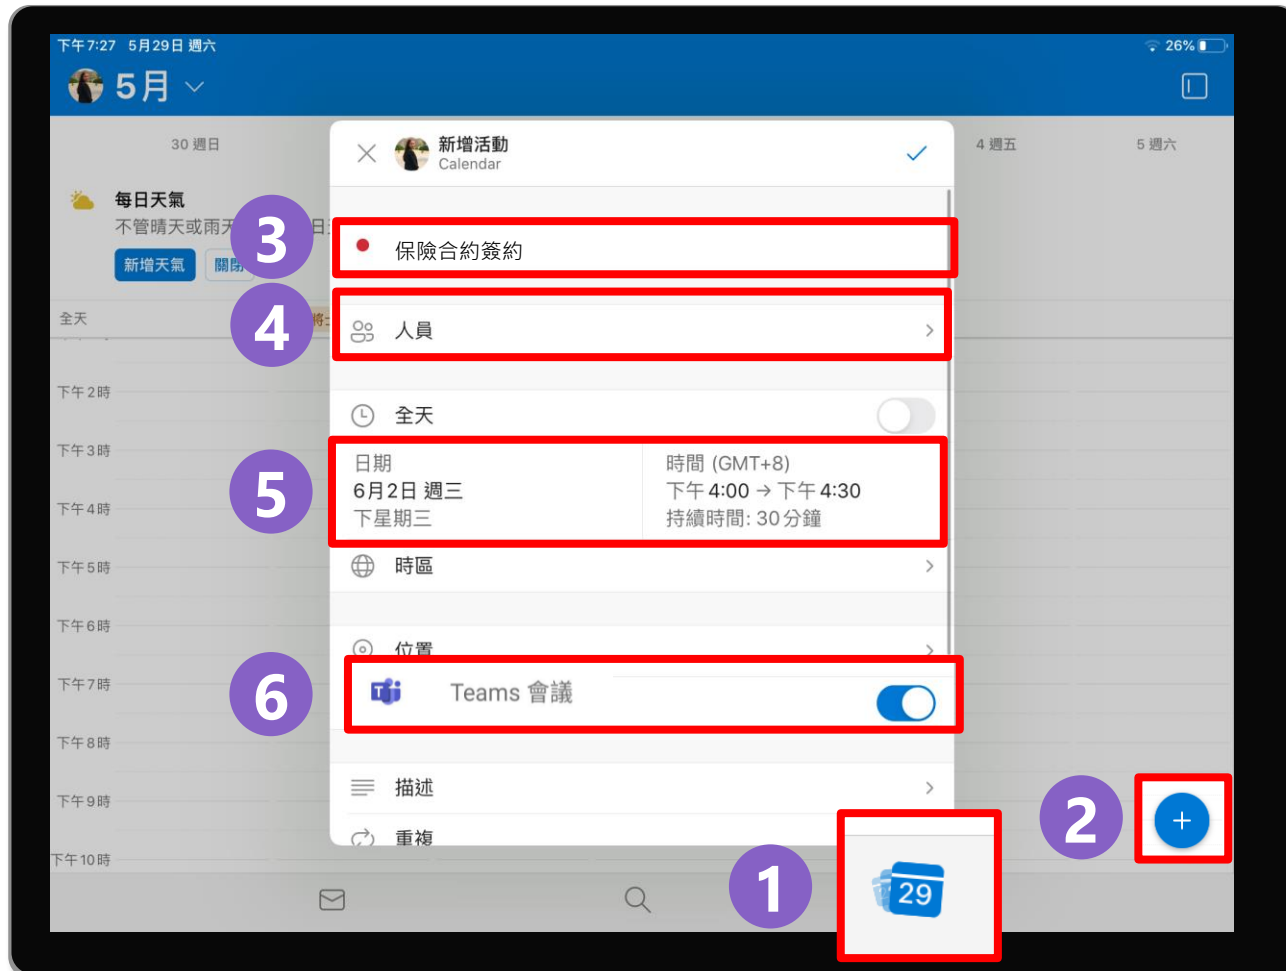 下午7:27 5月29日 週六
26%
5月
30 週日
4 週五
5 週六
新增活動
Calendar
每日天氣
不管晴天或雨天
日
新增天氣
關閉
3
保險合約簽約
全天
將
4
人員
下午2時
全天
下午3時
5
日期
6月2日 週三
下星期三
時間 (GMT+8)
下午 4:00 → 下午 4:30
持續時間: 30 分鐘
下午4時
下午5時
時區
下午6時
位置
下午7時
6
Teams 會議
下午8時
描述
下午9時
2
+
重複
下午10時
1
29